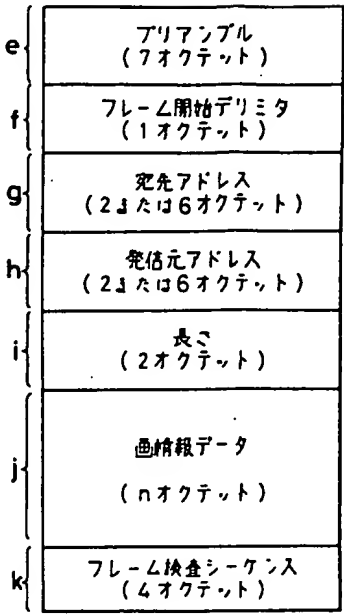 e
プリアンブル
(7オクテット)
f
フレーム開始デリミタ
(1オクテット)
g
宛先アドレス
(2または6オクテット)
h
発信元アドレス
(2または6オクテット)
i
長さ
(2オクテット)
j
画情報データ
(nオクテット)
k
フレーム検査シーケンス
(4オクテット)